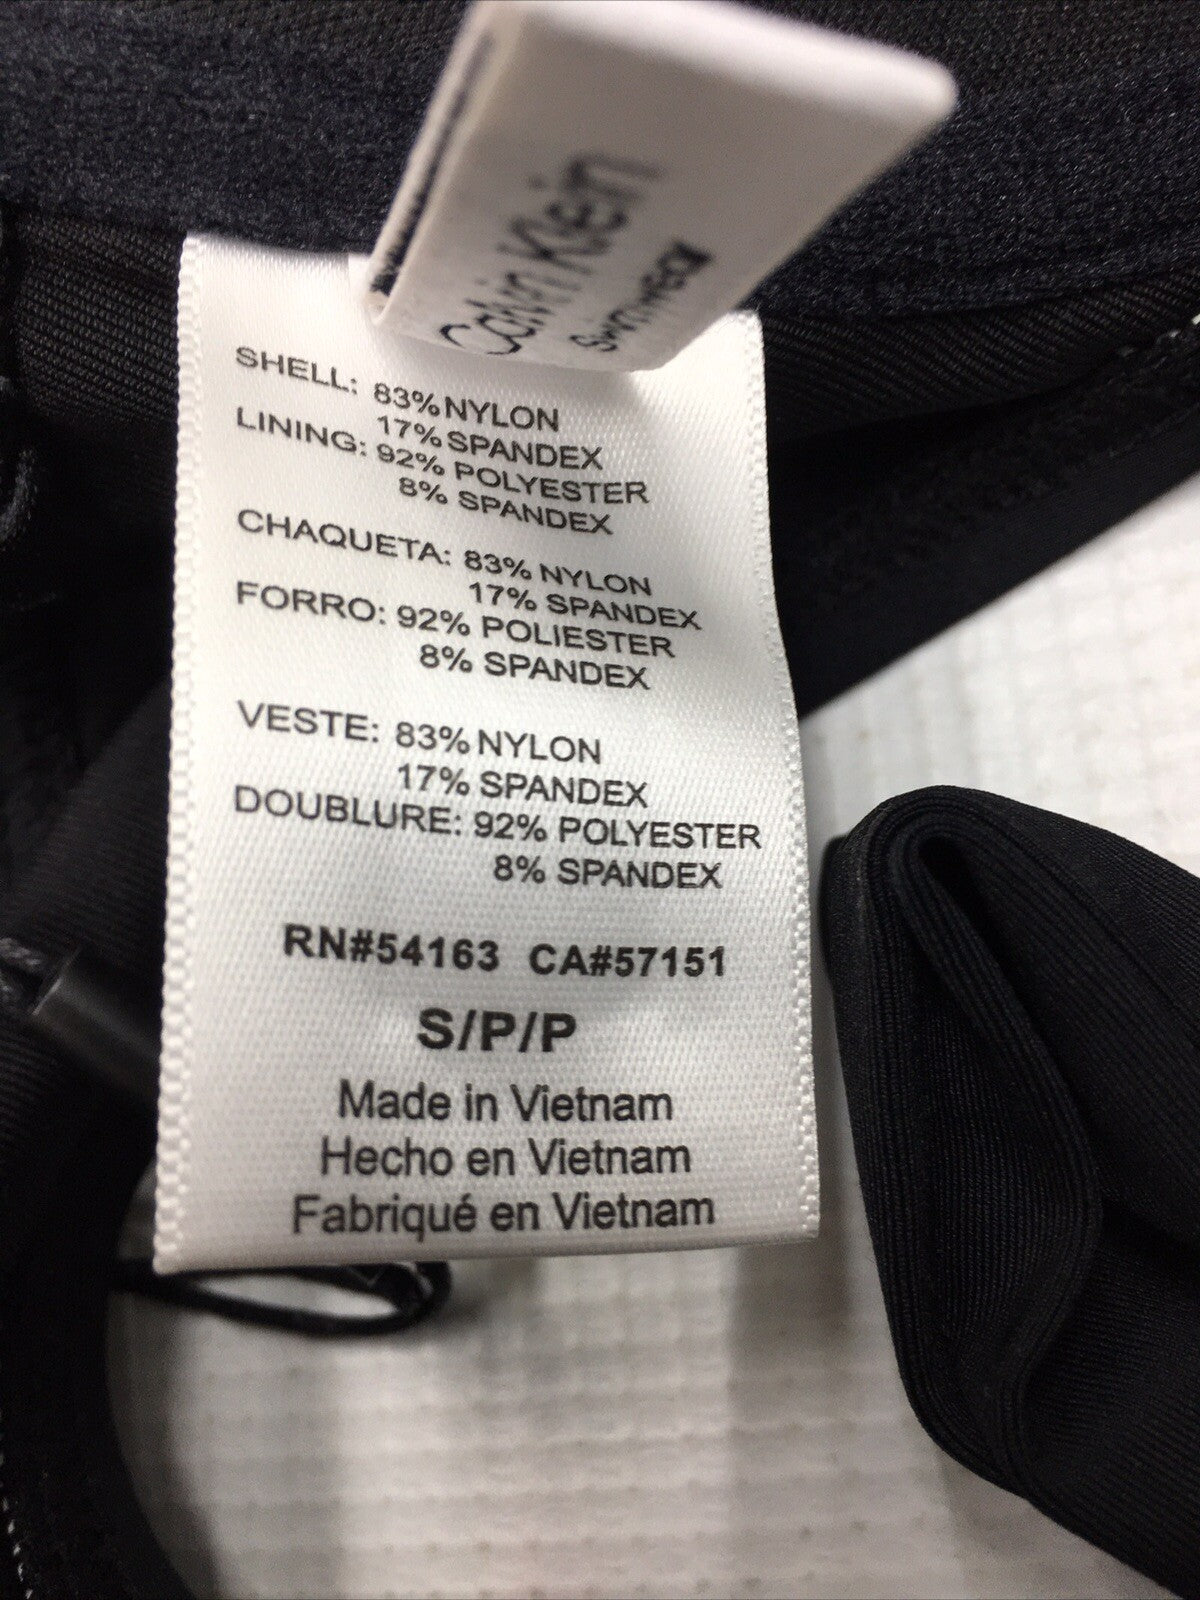 Calvin Klein
SHELL: 83% NYLON
17% SPANDEX
LINING: 92% POLYESTER
8% SPANDEX
CHAQUETA: 83% NYLON
17% SPANDEX
FORRO: 92% POLIESTER
8% SPANDEX
VESTE: 83% NYLON
17% SPANDEX
DOUBLURE: 92% POLYESTER
8% SPANDEX
RN#54163 CA#57151
S/P/P
Made in Vietnam
Hecho en Vietnam
Fabriqué en Vietnam